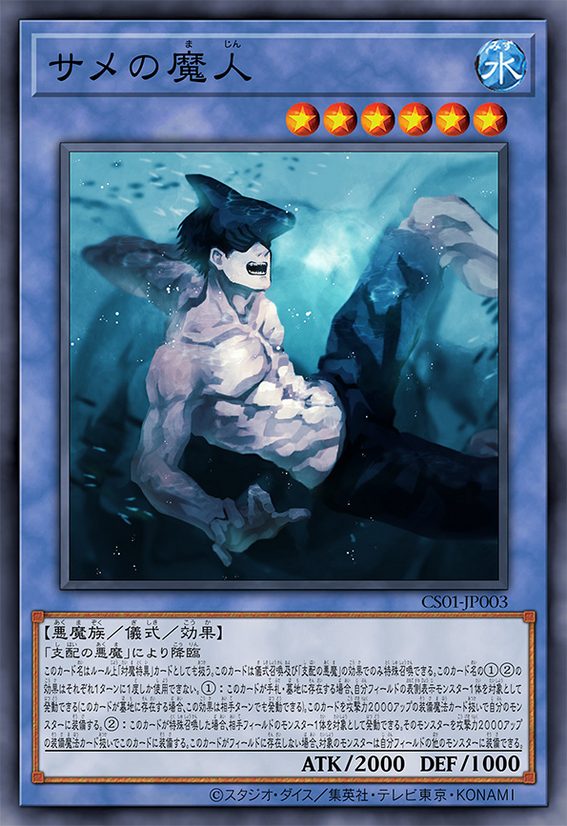 サメの魔人
水
CS01-JP003
【悪魔族／儀式／効果】
「支配の悪魔」により降臨
このカード名はルール上「対魔特異」カードとしても扱う。このカードは儀式召喚及び「支配の悪魔」の効果でのみ特殊召喚できる。このカード名の①②の
効果はそれぞれ1ターンに1度しか使用できない。①：このカードが手札・墓地に存在する場合、自分フィールドの表側表示モンスター1体を対象として
発動できる(このカードが墓地に存在する場合、この効果は相手ターンでも発動できる)。このカードを攻撃力2000アップの装備魔法カード扱いで自分のモン
スターに装備する。②：このカードが特殊召喚した場合、相手フィールドのモンスター1体を対象として発動できる。そのモンスターを攻撃力2000アップ
の装備魔法カード扱いでこのカードに装備する。このカードがフィールドに存在しない場合、対象のモンスターは自分フィールドの他のモンスターに装備できる。
ATK/2000 DEF/1000
©スタジオ・ダイス／集英社・テレビ東京・KONAMI